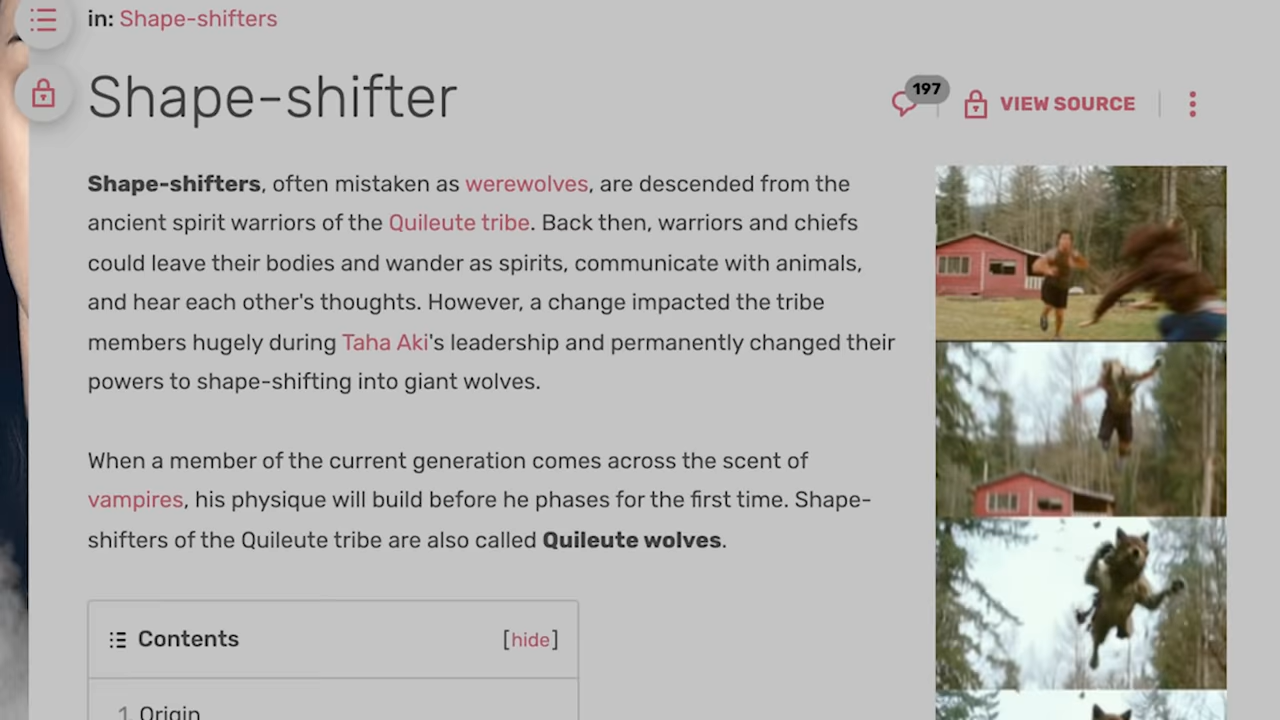 in: Shape-shifters
Shape-shifter
197
VIEW SOURCE
Shape-shifters, often mistaken as werewolves, are descended from the
ancient spirit warriors of the Quileute tribe. Back then, warriors and chiefs
could leave their bodies and wander as spirits, communicate with animals,
and hear each other's thoughts. However, a change impacted the tribe
members hugely during Taha Aki's leadership and permanently changed their
powers to shape-shifting into giant wolves.
When a member of the current generation comes across the scent of
vampires, his physique will build before he phases for the first time. Shape-
shifters of the Quileute tribe are also called Quileute wolves.
Contents [hide]
1 Origin